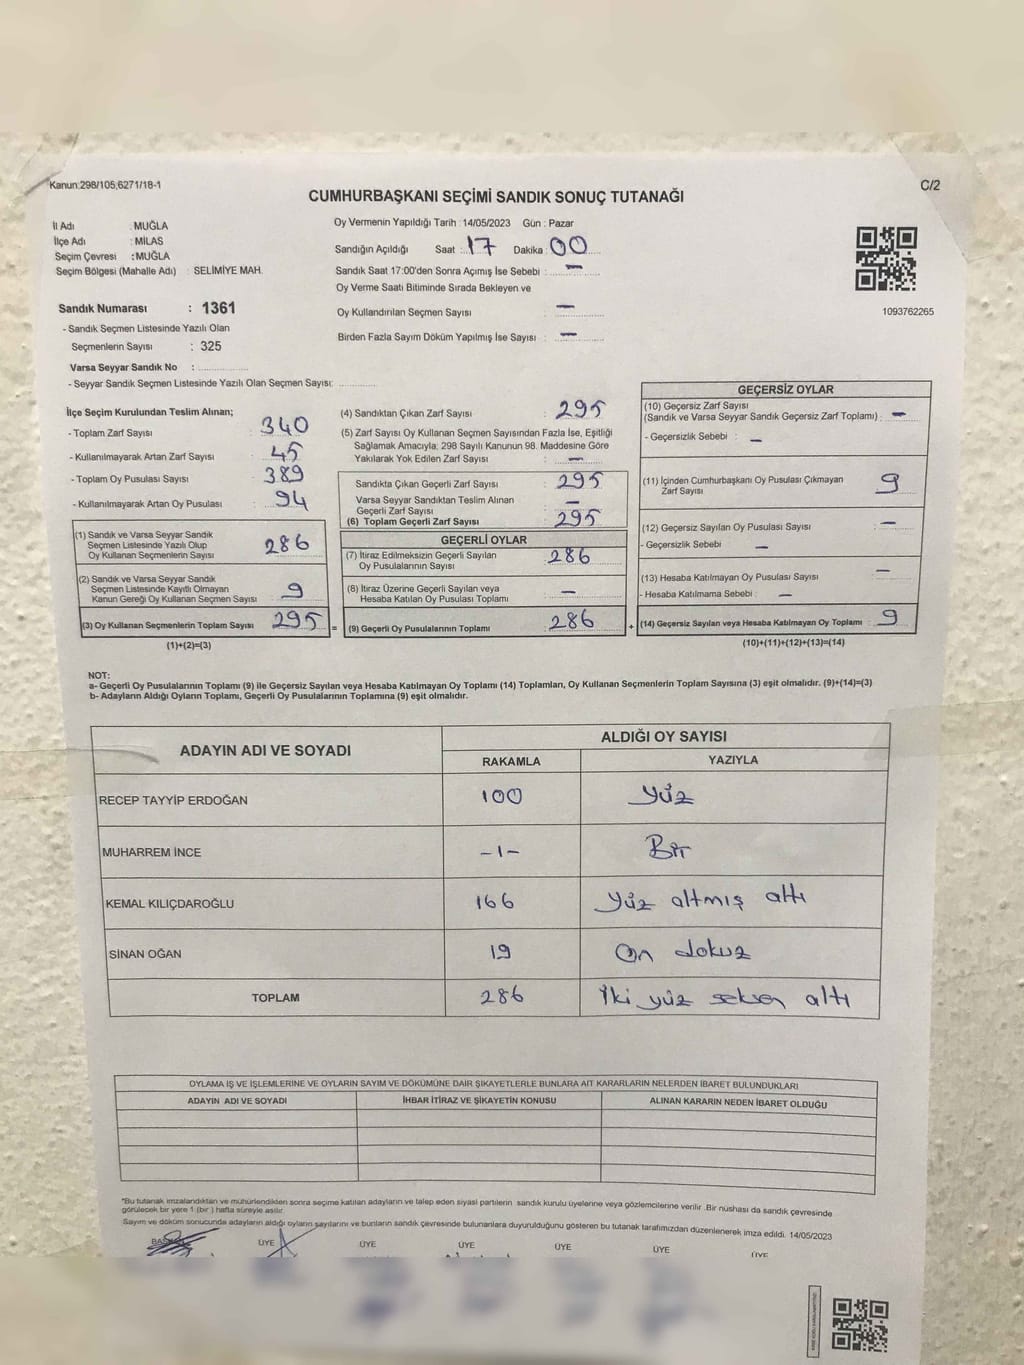 Kanun:298/105,6271/18-1
C/2
CUMHURBAŞKANI SEÇİMİ SANDIK SONUÇ TUTANAĞI
İl Adı : MUĞLA
İlçe Adı : MİLAS
Seçim Çevresi : MUĞLA
Seçim Bölgesi (Mahalle Adı) : SELİMİYE MAH.
Oy Vermenin Yapıldığı Tarih : 14/05/2023 Gün : Pazar
Sandığın Açıldığı Saat : 17 Dakika : 00
Sandık Saat 17:00'den Sonra Açımış İse Sebebi : —
Oy Verme Saati Bitiminde Sırada Bekleyen ve
Oy Kullandırılan Seçmen Sayısı : —
Birden Fazla Sayım Döküm Yapılmış İse Sayısı : —
1093762265
Sandık Numarası : 1361
- Sandık Seçmen Listesinde Yazılı Olan
Seçmenlerin Sayısı : 325
Varsa Seyyar Sandık No :
- Seyyar Sandık Seçmen Listesinde Yazılı Olan Seçmen Sayısı:
İlçe Seçim Kurulundan Teslim Alınan;
- Toplam Zarf Sayısı : 340
- Kullanılmayarak Artan Zarf Sayısı : 45
- Toplam Oy Pusulası Sayısı : 389
- Kullanılmayarak Artan Oy Pusulası : 94
(1) Sandık ve Varsa Seyyar Sandık
Seçmen Listesinde Yazılı Olup
Oy Kullanan Seçmenlerin Sayısı : 286
(2) Sandık ve Varsa Seyyar Sandık
Seçmen Listesinde Kayıtlı Olmayan
Kanun Gereği Oy Kullanan Seçmen Sayısı : 9
(3) Oy Kullanan Seçmenlerin Toplam Sayısı : 295
(1)+(2)=(3)
(4) Sandıktan Çıkan Zarf Sayısı : 295
(5) Zarf Sayısı Oy Kullanan Seçmen Sayısından Fazla İse, Eşitliği
Sağlamak Amacıyla; 298 Sayılı Kanunun 98. Maddesine Göre
Yakılarak Yok Edilen Zarf Sayısı : —
Sandıkta Çıkan Geçerli Zarf Sayısı : 295
Varsa Seyyar Sandıktan Teslim Alınan
Geçerli Zarf Sayısı : —
(6) Toplam Geçerli Zarf Sayısı : 295
GEÇERLİ OYLAR
(7) İtiraz Edilmeksizin Geçerli Sayılan
Oy Pusulalarının Sayısı : 286
(8) İtiraz Üzerine Geçerli Sayılan veya
Hesaba Katılan Oy Pusulası Toplamı : —
= (9) Geçerli Oy Pusulalarının Toplamı : 286
GEÇERSİZ OYLAR
(10) Geçersiz Zarf Sayısı
(Sandık ve Varsa Seyyar Sandık Geçersiz Zarf Toplamı) : —
- Geçersizlik Sebebi : —
(11) İçinden Cumhurbaşkanı Oy Pusulası Çıkmayan
Zarf Sayısı : 9
(12) Geçersiz Sayılan Oy Pusulası Sayısı : —
- Geçersizlik Sebebi : —
(13) Hesaba Katılmayan Oy Pusulası Sayısı : —
- Hesaba Katılmama Sebebi : —
+ (14) Geçersiz Sayılan veya Hesaba Katılmayan Oy Toplamı : 9
(10)+(11)+(12)+(13)=(14)
NOT:
a- Geçerli Oy Pusulalarının Toplamı (9) ile Geçersiz Sayılan veya Hesaba Katılmayan Oy Toplamı (14) Toplamları, Oy Kullanan Seçmenlerin Toplam Sayısına (3) eşit olmalıdır. (9)+(14)=(3)
b- Adayların Aldığı Oyların Toplamı, Geçerli Oy Pusulalarının Toplamına (9) eşit olmalıdır.
ADAYIN ADI VE SOYADI
ALDIĞI OY SAYISI
RAKAMLA YAZIYLA
RECEP TAYYİP ERDOĞAN 100 Yüz
MUHARREM İNCE -1- Bir
KEMAL KILIÇDAROĞLU 166 Yüz altmış altı
SİNAN OĞAN 19 On dokuz
TOPLAM 286 İki yüz seksen altı
OYLAMA İŞ VE İŞLEMLERİNE VE OYLARIN SAYIM VE DÖKÜMÜNE DAİR ŞİKAYETLERLE BUNLARA AİT KARARLARIN NELERDEN İBARET BULUNDUKLARI
ADAYIN ADI VE SOYADI İHBAR İTİRAZ VE ŞİKAYETİN KONUSU ALINAN KARARIN NEDEN İBARET OLDUĞU
*Bu tutanak imzalandıktan ve mühürlendikten sonra seçime katılan adayların ve talep eden siyasi partilerin sandık kurulu üyelerine veya gözlemcilerine verilir .Bir nüshası da sandık çevresinde
görülecek bir yere 1 (bir ) hafta süreyle asılır.
Sayım ve döküm sonucunda adayların aldığı oyların sayılarını ve bunların sandık çevresinde bulunanlara duyurulduğunu gösteren bu tutanak tarafımızdan düzenlenerek imza edildi. 14/05/2023
BAŞKAN ÜYE ÜYE ÜYE ÜYE ÜYE ÜYE